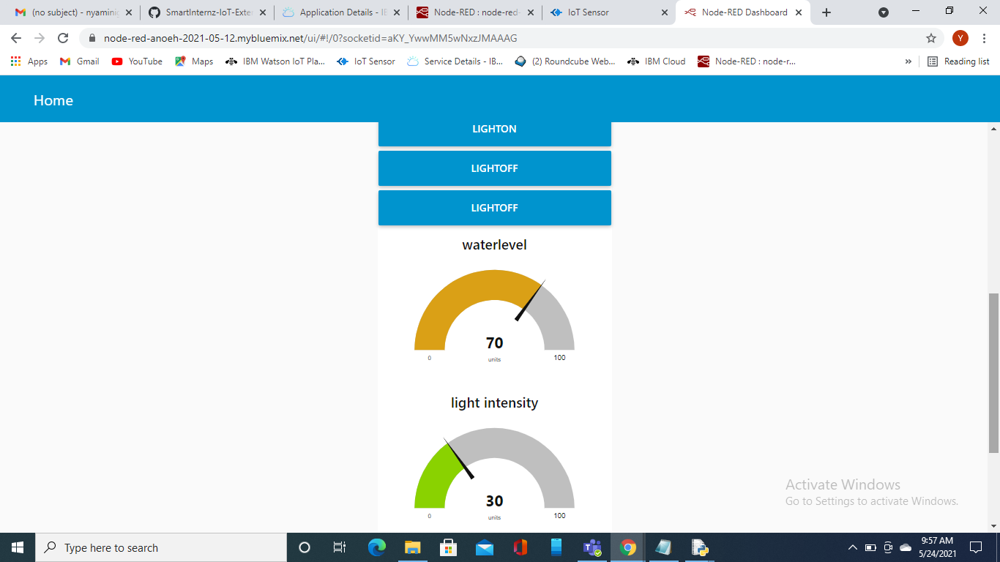 (no subject) - nyamini
SmartInternz-IoT-Exter
Application Details - IE
Node-RED : node-red-
IoT Sensor
Node-RED Dashboard
node-red-anoeh-2021-05-12.mybluemix.net/ui/#!/0?socketid=aKY_YwwMM5wNxzJMAAAG
Y
Apps
Gmail
YouTube
Maps
IBM Watson IoT Pla...
IoT Sensor
Service Details - IB...
(2) Roundcube Web...
IBM Cloud
Node-RED : node-r...
»
Reading list
Home
LIGHTON
LIGHTOFF
LIGHTOFF
waterlevel
70
0 units 100
light intensity
30
0 units 100
Activate Windows
Go to Settings to activate Windows.
Type here to search
9:57 AM
5/24/2021